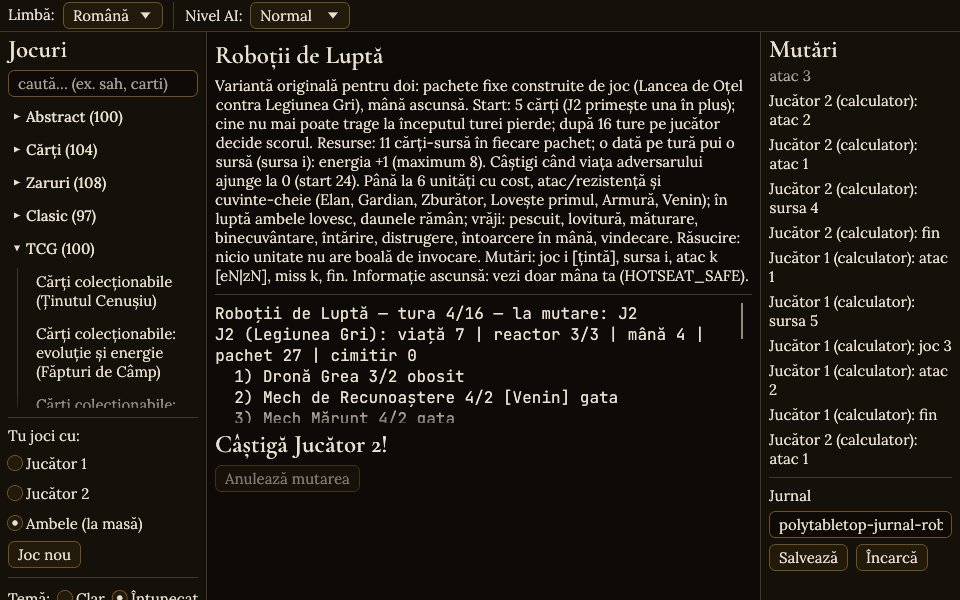 Limbă: Română ▼ Nivel AI: Normal ▼
Jocuri
caută... (ex. sah, carti)
▸ Abstract (100)
▸ Cărți (104)
▸ Zaruri (108)
▸ Clasic (97)
▾ TCG (100)
Cărți colecționabile
(Ținutul Cenușiu)
Cărți colecționabile:
evoluție și energie
(Făpturi de Câmp)
Cărți colecționabile:
Tu joci cu:
Jucător 1
Jucător 2
Ambele (la masă)
Joc nou
Temă: Clar Întunecat
Roboții de Luptă
Variantă originală pentru doi: pachete fixe construite de joc (Lancea de Oțel
contra Legiunea Gri), mână ascunsă. Start: 5 cărți (J2 primește una în plus);
cine nu mai poate trage la începutul turei pierde; după 16 ture pe jucător
decide scorul. Resurse: 11 cărți-sursă în fiecare pachet; o dată pe tură pui o
sursă (sursa i): energia +1 (maximum 8). Câștigi când viața adversarului
ajunge la 0 (start 24). Până la 6 unități cu cost, atac/rezistență și
cuvinte-cheie (Elan, Gardian, Zburător, Lovește primul, Armură, Venin); în
luptă ambele lovesc, daunele rămân; vrăji: pescuit, lovitură, măturare,
binecuvântare, întărire, distrugere, întoarcere în mână, vindecare. Răsucire:
nicio unitate nu are boală de invocare. Mutări: joc i [țintă], sursa i, atac k
[eN|zN], miss k, fin. Informație ascunsă: vezi doar mâna ta (HOTSEAT_SAFE).
Roboții de Luptă — tura 4/16 — la mutare: J2
J2 (Legiunea Gri): viață 7 | reactor 3/3 | mână 4 |
pachet 27 | cimitir 0
1) Dronă Grea 3/2 obosit
2) Mech de Recunoaștere 4/2 [Venin] gata
3) Mech Mărunt 4/2 gata
Câștigă Jucător 2!
Anulează mutarea
Mutări
atac 3
Jucător 2 (calculator):
atac 2
Jucător 2 (calculator):
atac 1
Jucător 2 (calculator):
sursa 4
Jucător 2 (calculator): fin
Jucător 1 (calculator): atac
1
Jucător 1 (calculator):
sursa 5
Jucător 1 (calculator): joc 3
Jucător 1 (calculator): atac
2
Jucător 1 (calculator): fin
Jucător 2 (calculator):
atac 1
Jurnal
polytabletop-jurnal-rob
Salvează Încarcă